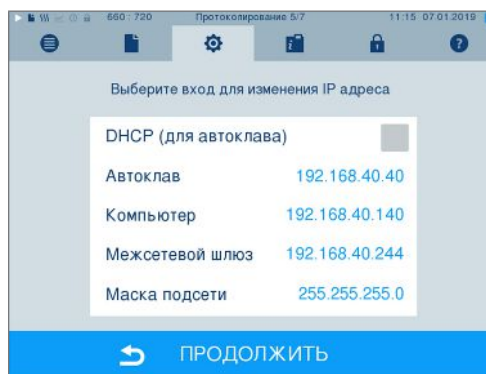 660 : 720 Протоколирование 5/7 11:15 07.01.2019
Выберите вход для изменения IP адреса
DHCP (для автоклава)
Автоклав 192.168.40.40
Компьютер 192.168.40.140
Межсетевой шлюз 192.168.40.244
Маска подсети 255.255.255.0
ПРОДОЛЖИТЬ